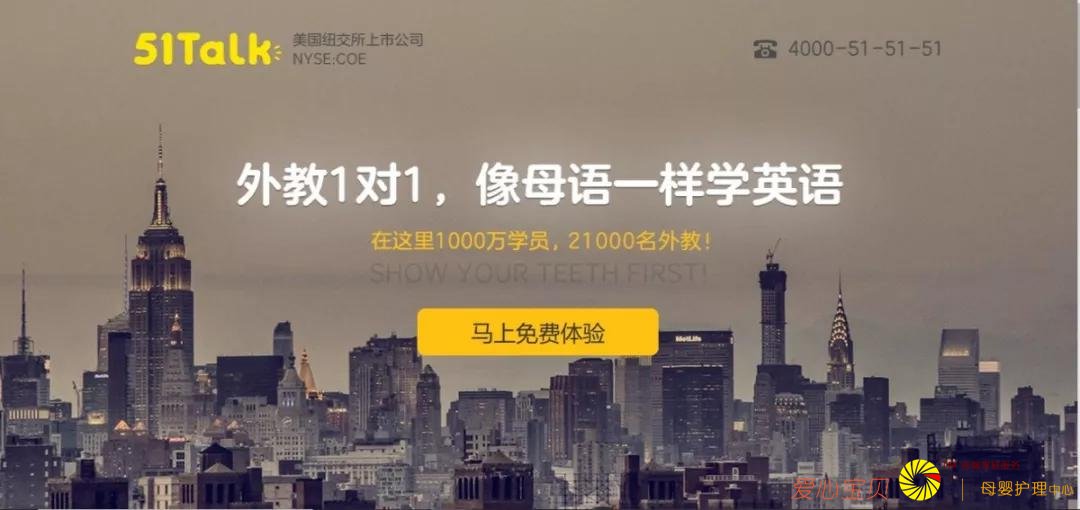 51Talk
美国纽交所上市公司
NYSE:COE
4000-51-51-51
外教1对1，像母语一样学英语
在这里1000万学员，21000名外教！
SHOW YOUR TEETH FIRST!
马上免费体验
MetLife
爱心宝贝
母婴护理中心